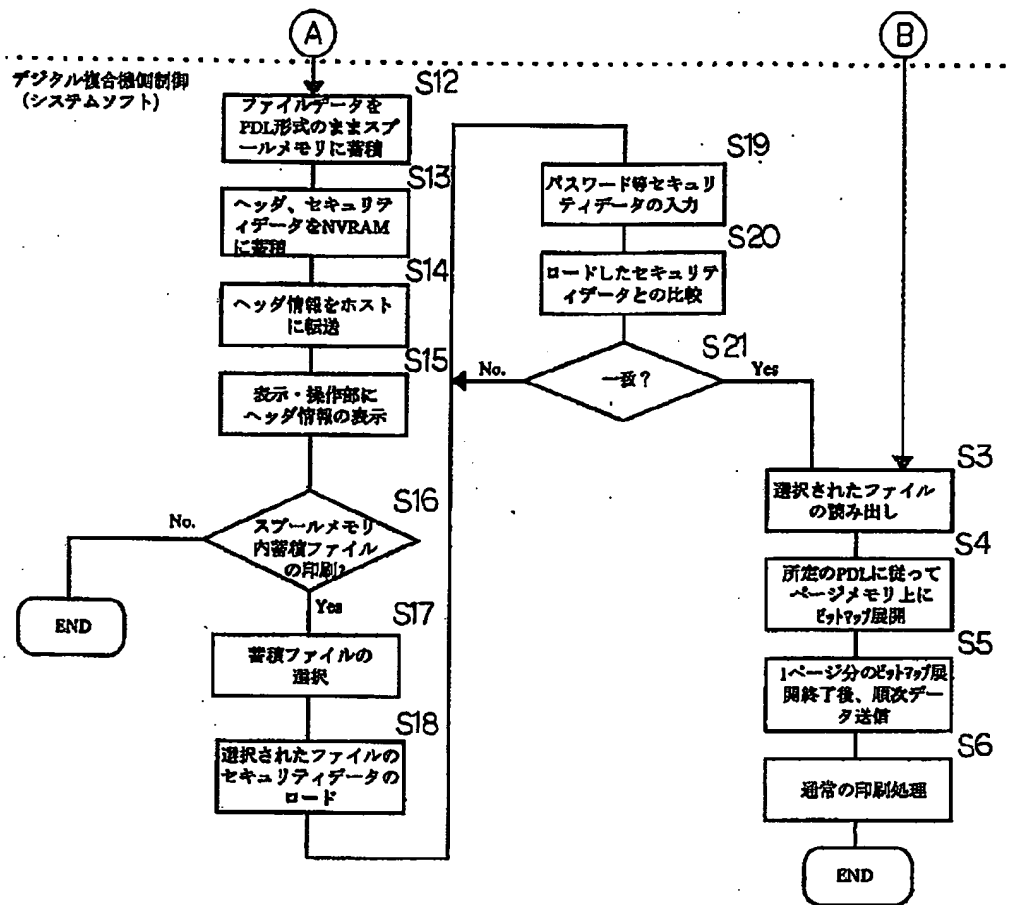 A
B
デジタル複合機側制御
(システムソフト)
S12
ファイルデータを
PDL形式のままスプ
ールメモリに蓄積
S13
ヘッダ、セキュリテ
ィデータをNVRAM
に蓄積
S14
ヘッダ情報をホスト
に転送
S15
表示・操作部に
ヘッダ情報の表示
S16
No.
スプールメモリ
内蓄積ファイル
の印刷?
END
Yes
S17
蓄積ファイルの
選択
S18
選択されたファイルの
セキュリティデータの
ロード
S19
パスワード等セキュリ
ティデータの入力
S20
ロードしたセキュリテ
ィデータとの比較
S21
No.
一致?
Yes
S3
選択されたファイル
の読み出し
S4
所定のPDLに従って
ページメモリ上に
ビットマップ展開
S5
1ページ分のビットマップ展
開終了後、順次デー
タ送信
S6
通常の印刷処理
END